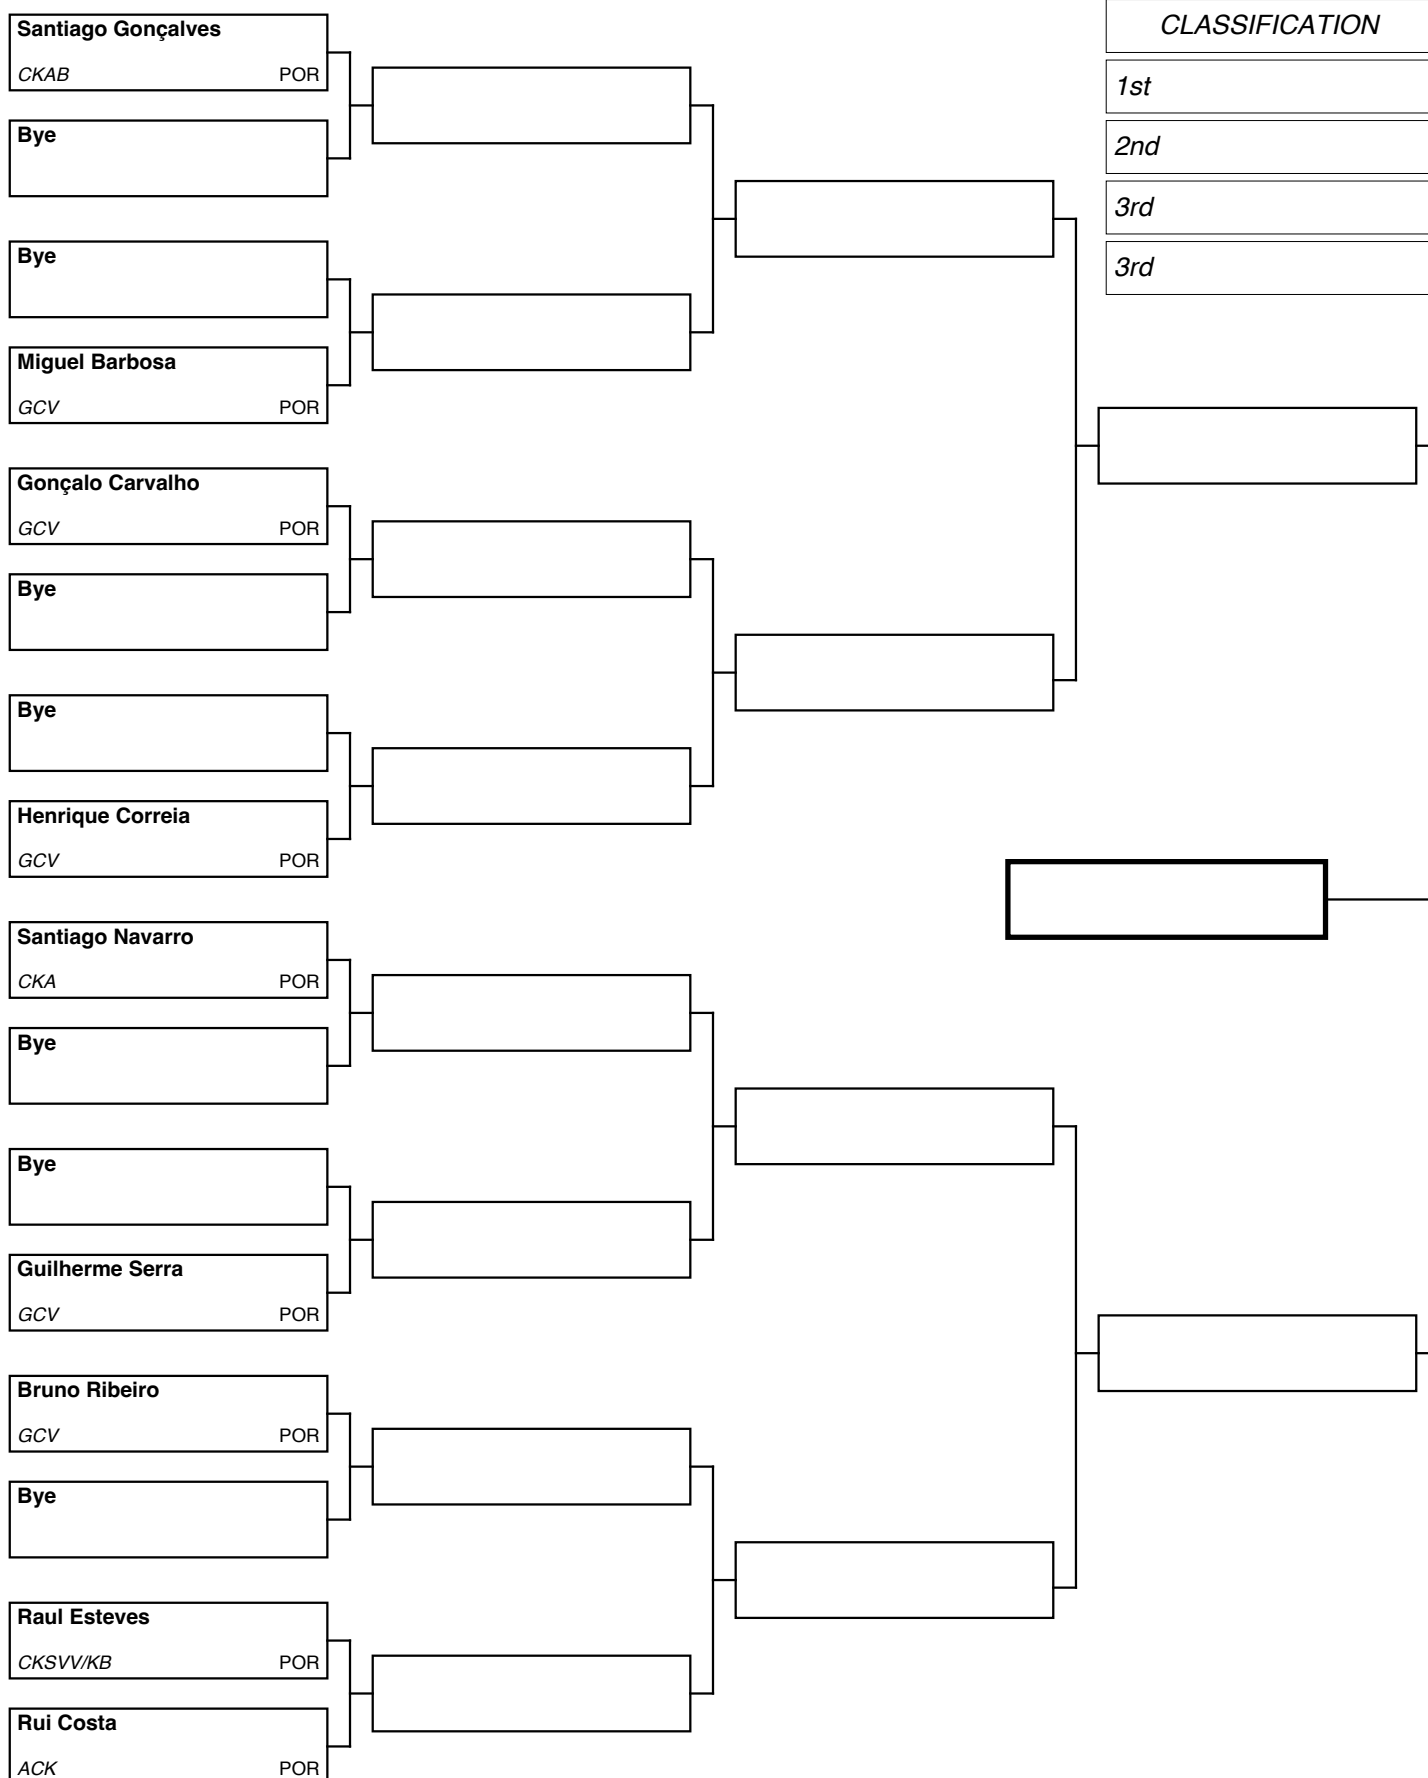 Santiago Gonçalves
CKAB POR
Bye
Bye
Miguel Barbosa
GCV POR
Gonçalo Carvalho
GCV POR
Bye
Bye
Henrique Correia
GCV POR
Santiago Navarro
CKA POR
Bye
Bye
Guilherme Serra
GCV POR
Bruno Ribeiro
GCV POR
Bye
Raul Esteves
CKSVV/KB POR
Rui Costa
ACK POR
CLASSIFICATION
1st
2nd
3rd
3rd